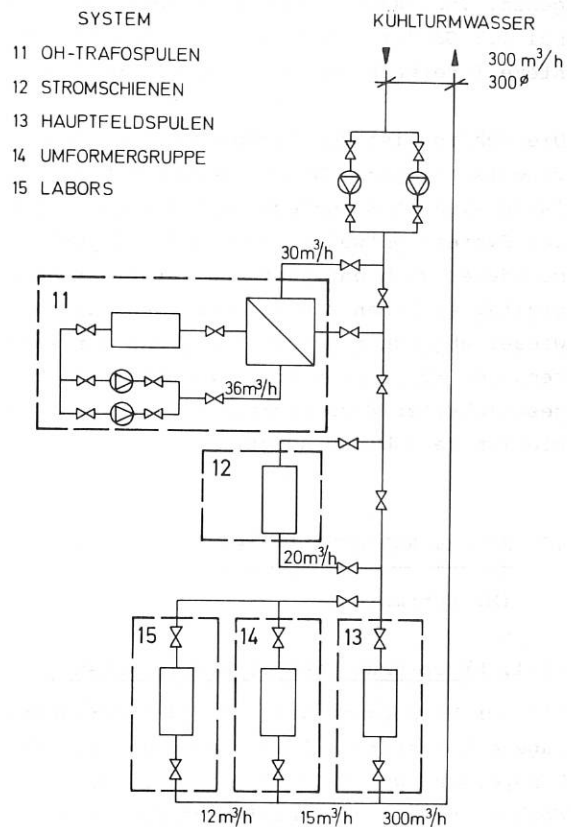 SYSTEM
11 OH-TRAFOSPULEN
12 STROMSCHIENEN
13 HAUPTFELDSPULEN
14 UMFORMERGRUPPE
15 LABORS
KÜHLTURMWASSER
300 m³/h
300ø
30m³/h
11
36m³/h
12
20m³/h
15
14
13
12m³/h
15m³/h
300m³/h